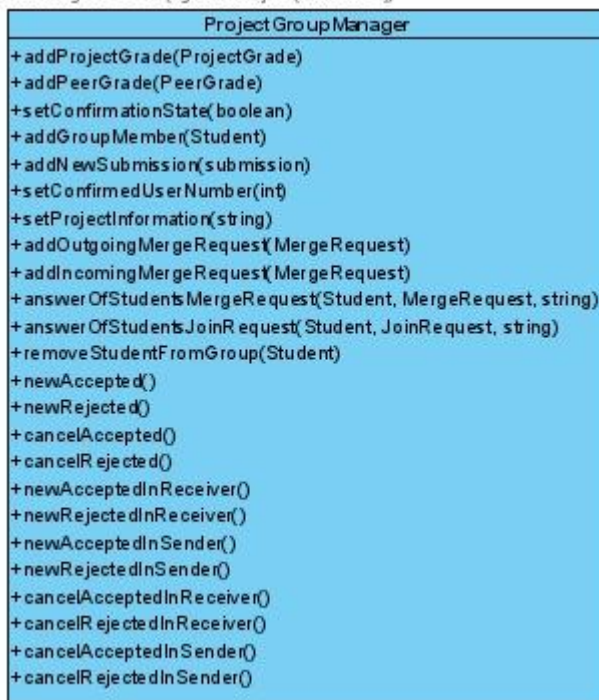 ProjectGroupManager
+addProjectGrade(ProjectGrade)
+addPeerGrade(PeerGrade)
+setConfirmationState(boolean)
+addGroupMember(Student)
+addNewSubmission(submission)
+setConfirmedUserNumber(int)
+setProjectInformation(string)
+addOutgoingMergeRequest(MergeRequest)
+addIncomingMergeRequest(MergeRequest)
+answerOfStudentsMergeRequest(Student, MergeRequest, string)
+answerOfStudentsJoinRequest(Student, JoinRequest, string)
+removeStudentFromGroup(Student)
+newAccepted()
+newRejected()
+cancelAccepted()
+cancelRejected()
+newAcceptedInReceiver()
+newRejectedInReceiver()
+newAcceptedInSender()
+newRejectedInSender()
+cancelAcceptedInReceiver()
+cancelRejectedInReceiver()
+cancelAcceptedInSender()
+cancelRejectedInSender()